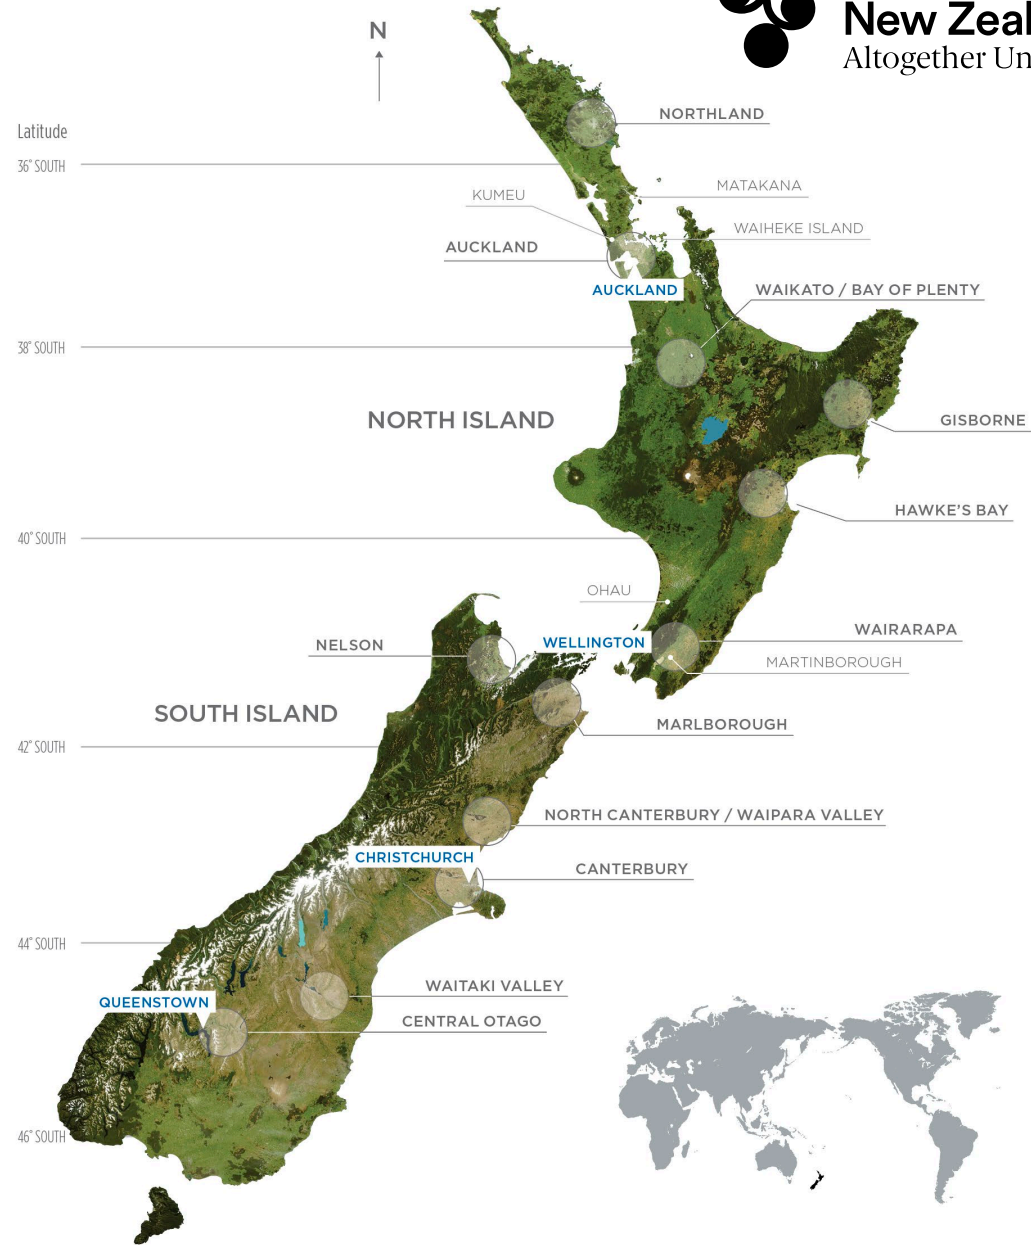 New Zeal
Altogether Un
N
NORTHLAND
Latitude
36° SOUTH
MATAKANA
KUMEU
WAIHEKE ISLAND
AUCKLAND
AUCKLAND
WAIKATO / BAY OF PLENTY
38° SOUTH
NORTH ISLAND
GISBORNE
HAWKE'S BAY
40° SOUTH
OHAU
WAIRARAPA
NELSON
WELLINGTON
MARTINBOROUGH
SOUTH ISLAND
MARLBOROUGH
42° SOUTH
NORTH CANTERBURY / WAIPARA VALLEY
CHRISTCHURCH
CANTERBURY
44° SOUTH
WAITAKI VALLEY
QUEENSTOWN
CENTRAL OTAGO
46° SOUTH